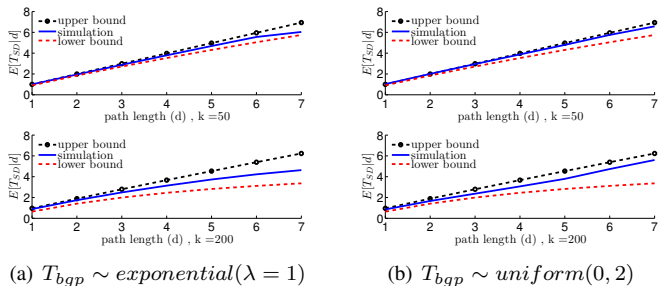 E[T_SD|d]
8
6
4
2
0
upper bound
simulation
lower bound
1 2 3 4 5 6 7
path length (d) , k =50
E[T_SD|d]
8
6
4
2
0
upper bound
simulation
lower bound
1 2 3 4 5 6 7
path length (d) , k =50
E[T_SD|d]
8
6
4
2
0
upper bound
simulation
lower bound
1 2 3 4 5 6 7
path length (d) , k =200
E[T_SD|d]
8
6
4
2
0
upper bound
simulation
lower bound
1 2 3 4 5 6 7
path length (d) , k =200
(a) T_bgp ∼ exponential(λ = 1)
(b) T_bgp ∼ uniform(0, 2)